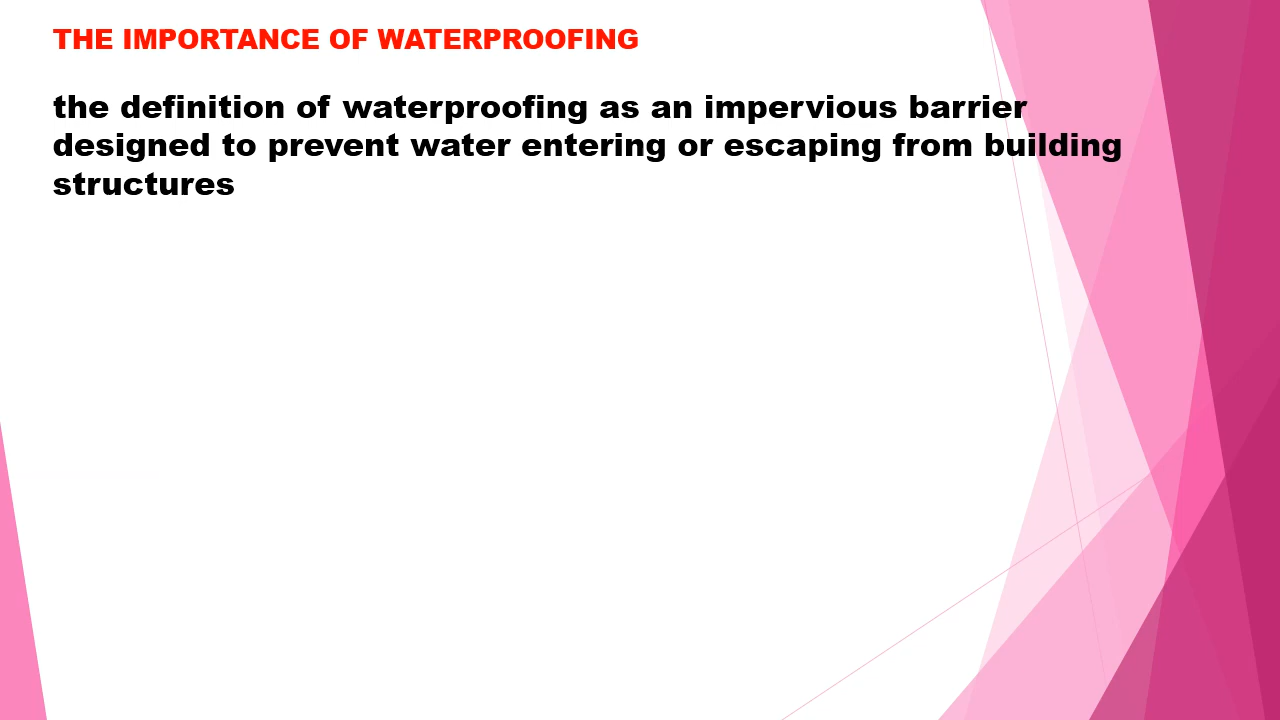 THE IMPORTANCE OF WATERPROOFING
the definition of waterproofing as an impervious barrier
designed to prevent water entering or escaping from building
structures